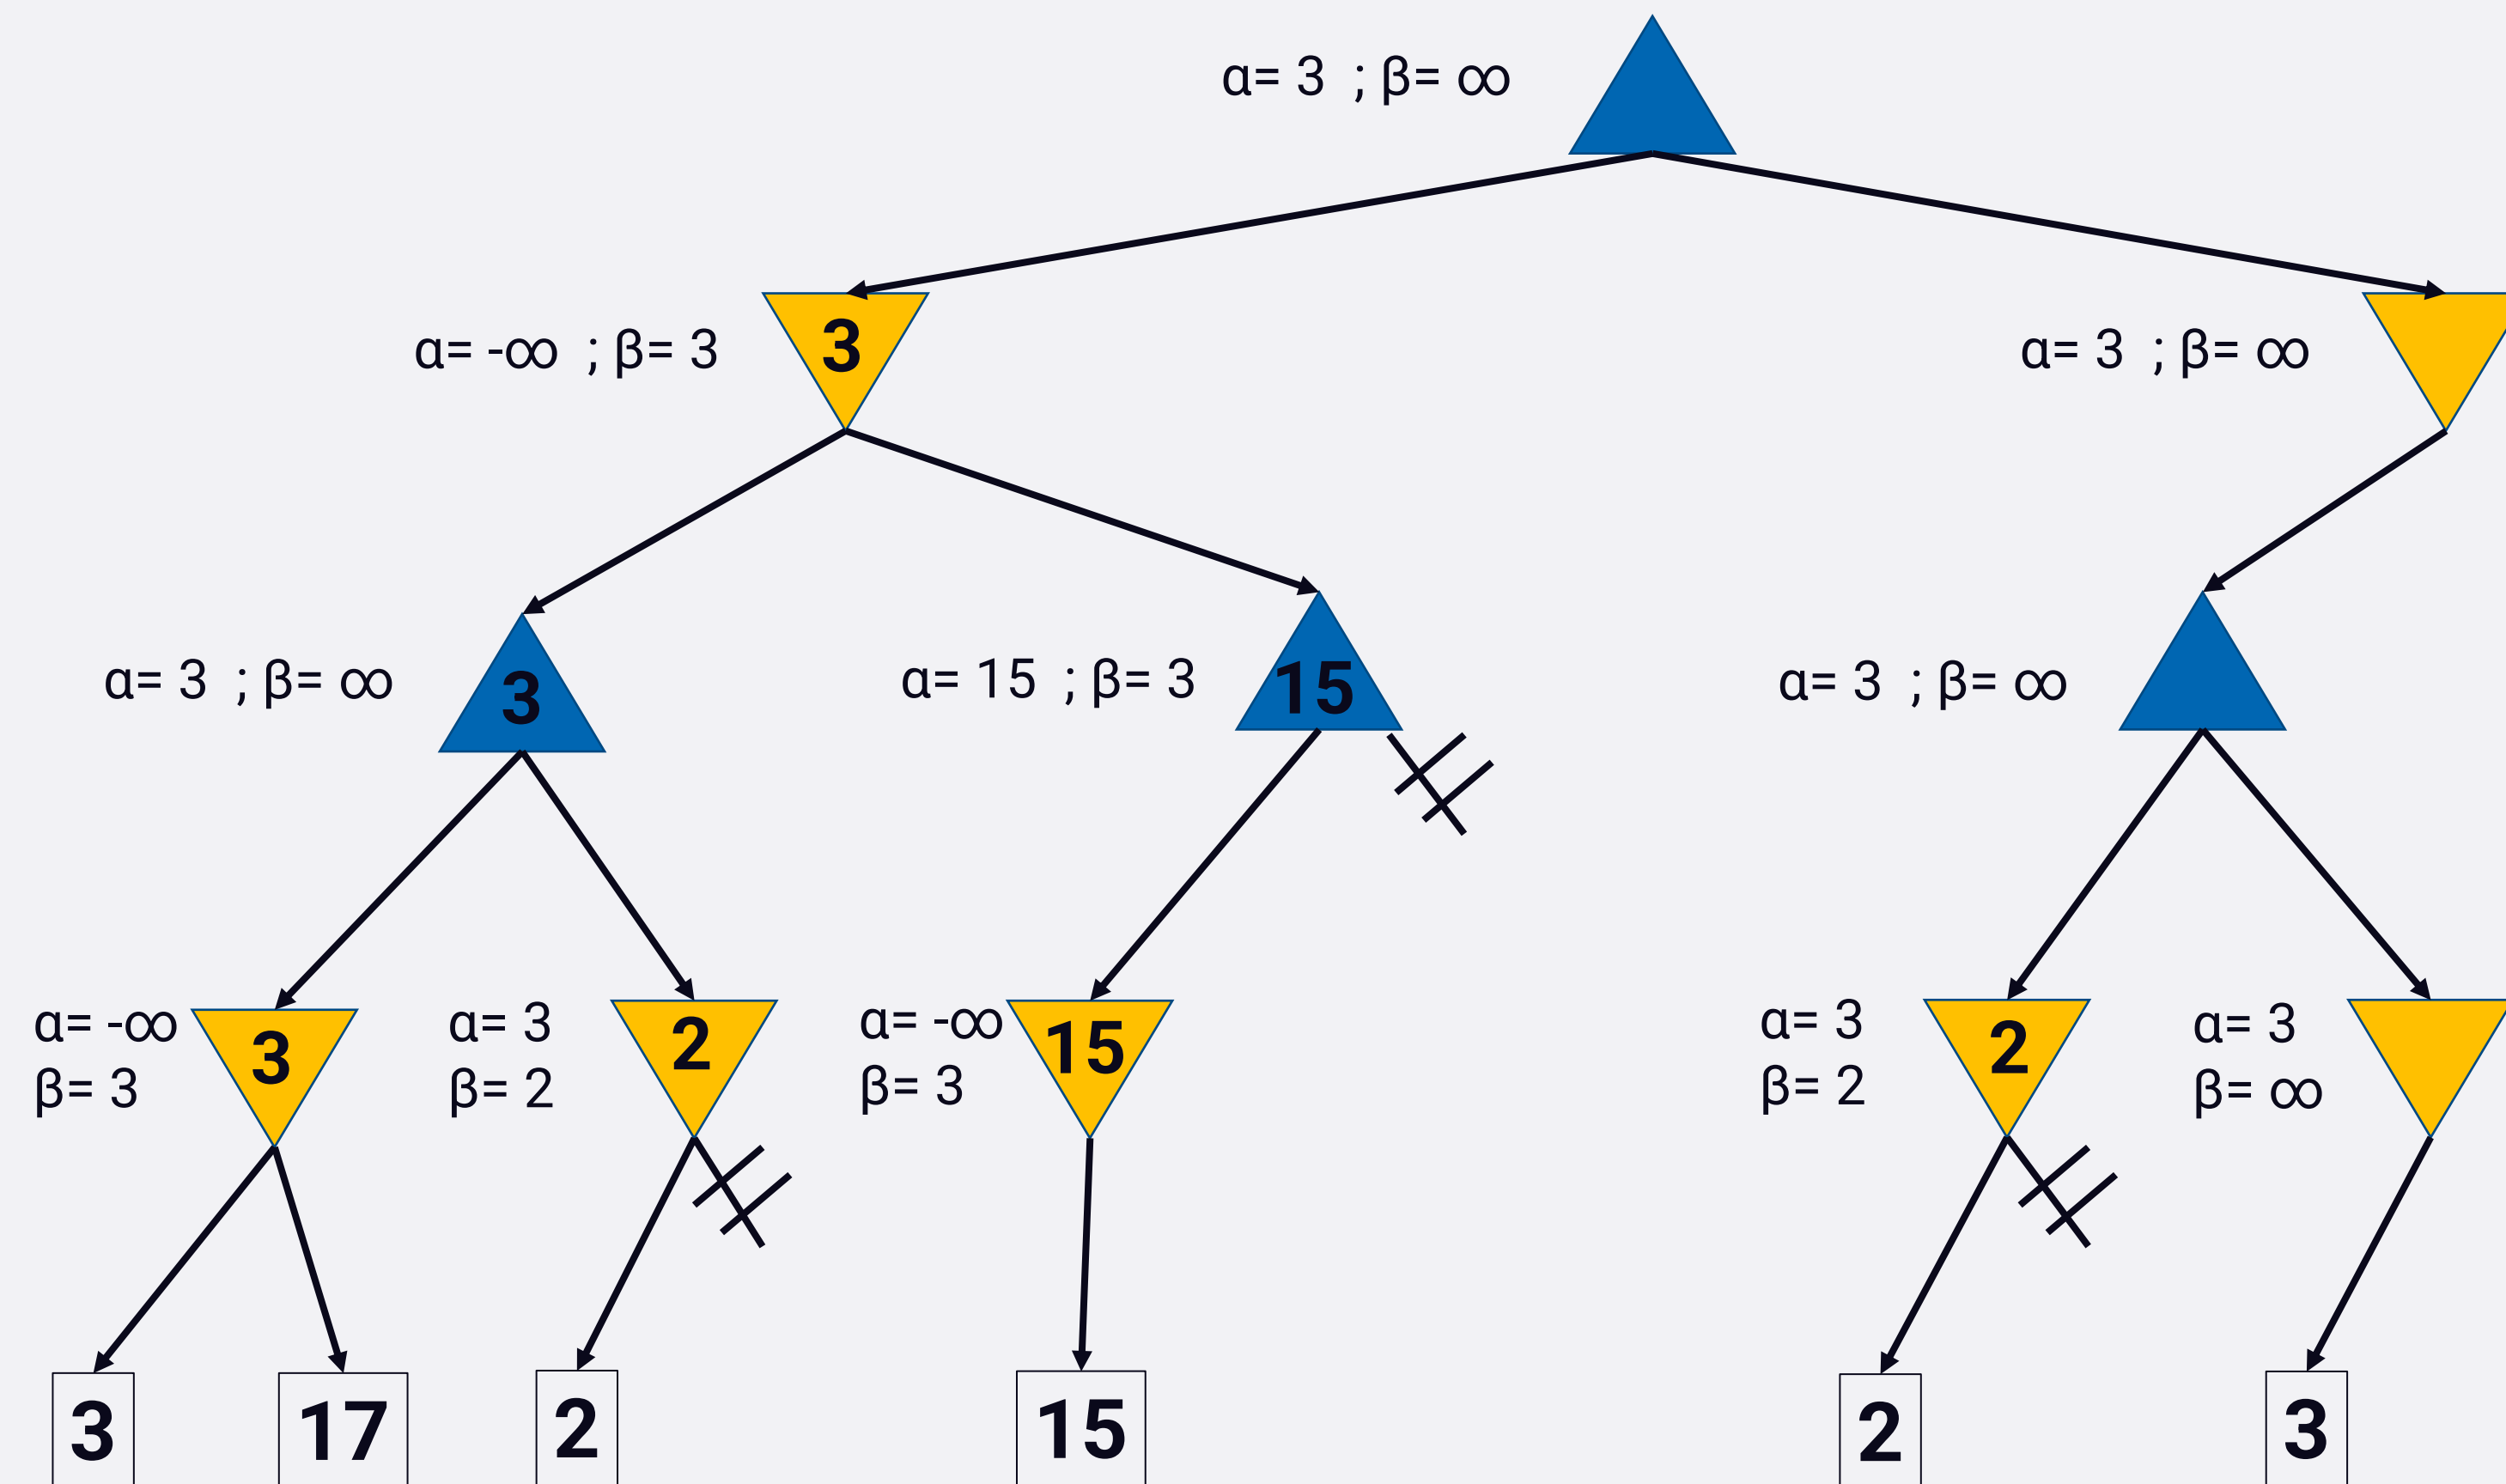 α= 3 ; β= ∞
α= -∞ ; β= 3
3
α= 3 ; β= ∞
α= 3 ; β= ∞
3
α= 15 ; β= 3
15
α= 3 ; β= ∞
α= -∞
β= 3
3
α= 3
β= 2
2
α= -∞
β= 3
15
α= 3
β= 2
2
α= 3
β= ∞
3
17
2
15
2
3